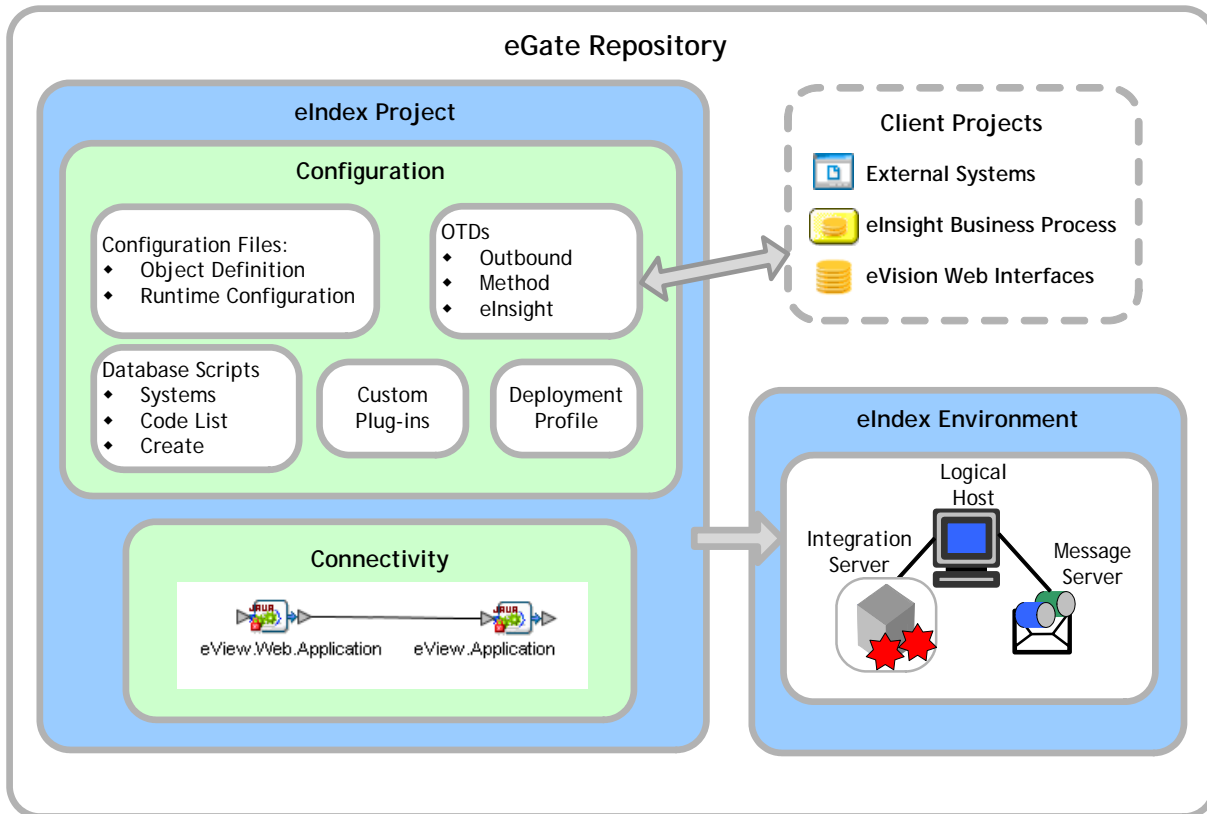 eGate Repository
eIndex Project
Configuration
Configuration Files:
◆ Object Definition
◆ Runtime Configuration
OTDs
◆ Outbound
◆ Method
◆ eInsight
Database Scripts
◆ Systems
◆ Code List
◆ Create
Custom
Plug-ins
Deployment
Profile
Connectivity
JAVA
eView.Web.Application
JAVA
eView.Application
Client Projects
External Systems
eInsight Business Process
eVision Web Interfaces
eIndex Environment
Logical
Host
Integration
Server
Message
Server